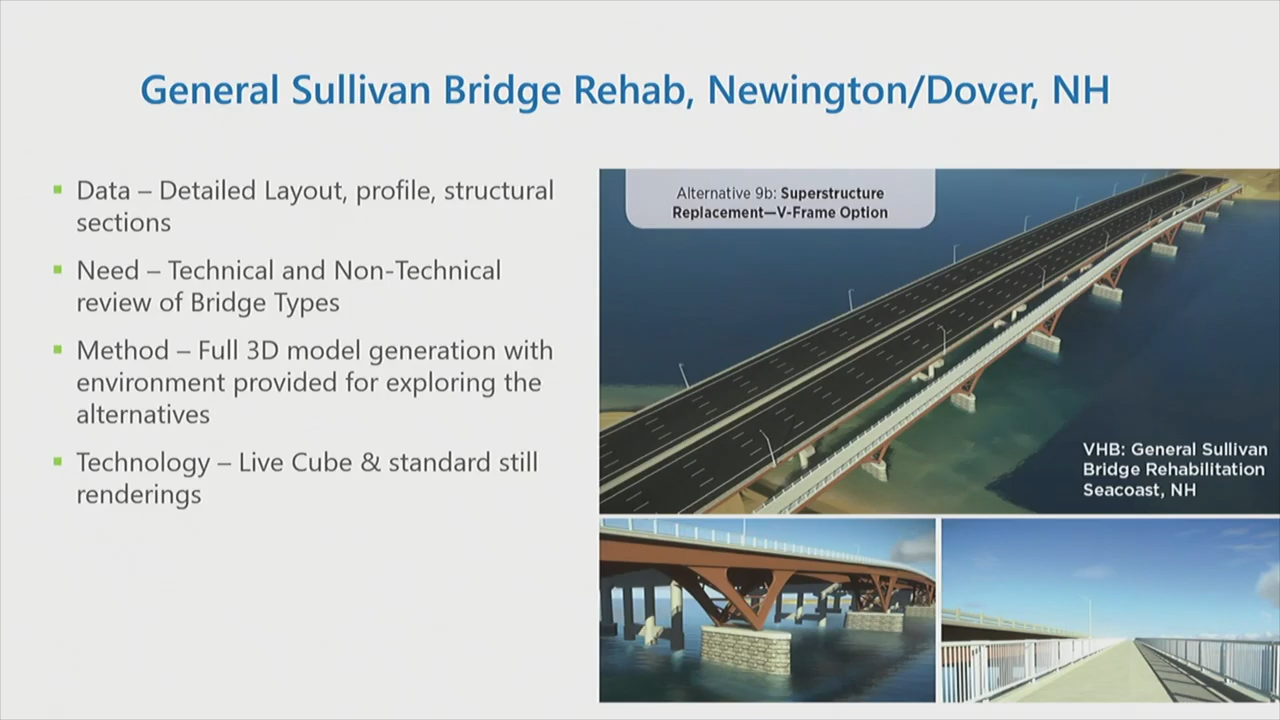 General Sullivan Bridge Rehab, Newington/Dover, NH
Data – Detailed Layout, profile, structural
sections
Need – Technical and Non-Technical
review of Bridge Types
Method – Full 3D model generation with
environment provided for exploring the
alternatives
Technology – Live Cube & standard still
renderings
Alternative 9b: Superstructure
Replacement—V-Frame Option
VHB: General Sullivan
Bridge Rehabilitation
Seacoast, NH